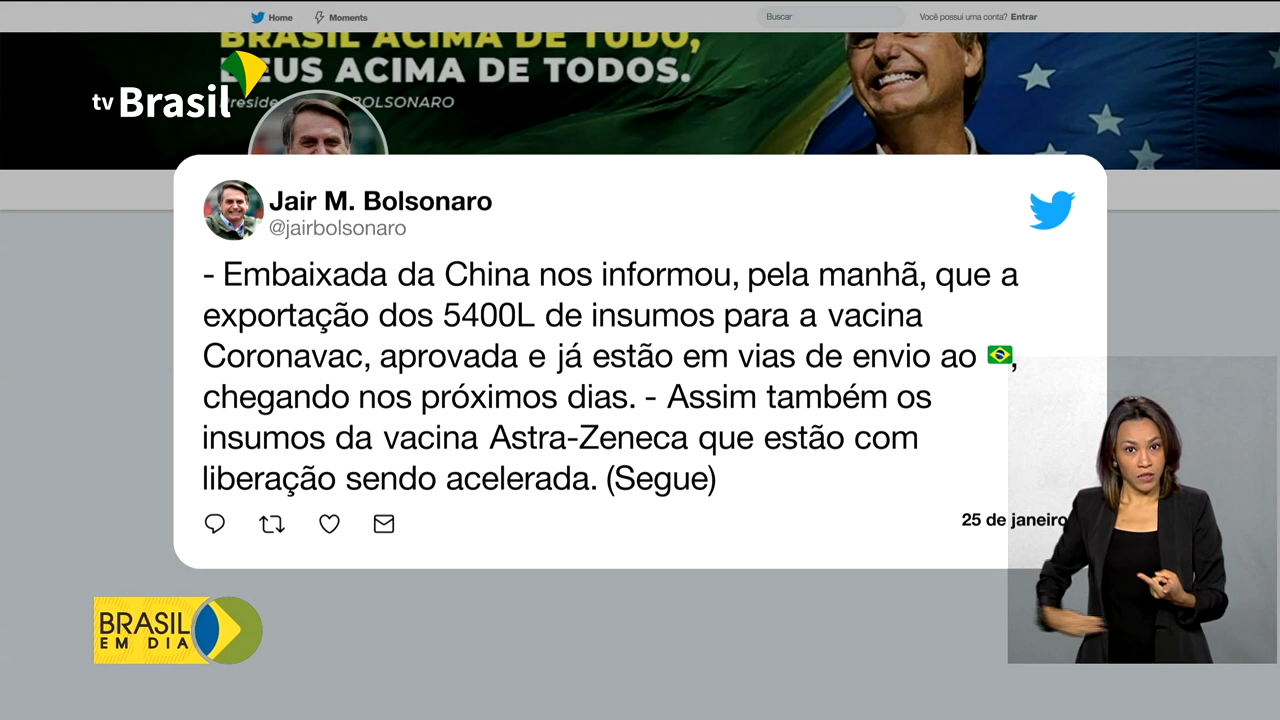 Home
Moments
Buscar
Você possui uma conta? Entrar
BRASIL ACIMA DE TUDO,
DEUS ACIMA DE TODOS.
BOLSONARO
tv Brasil
Jair M. Bolsonaro
@jairbolsonaro
- Embaixada da China nos informou, pela manhã, que a
exportação dos 5400L de insumos para a vacina
Coronavac, aprovada e já estão em vias de envio ao 🇧🇷,
chegando nos próximos dias. - Assim também os
insumos da vacina Astra-Zeneca que estão com
liberação sendo acelerada. (Segue)
25 de janeiro
BRASIL
EM DIA